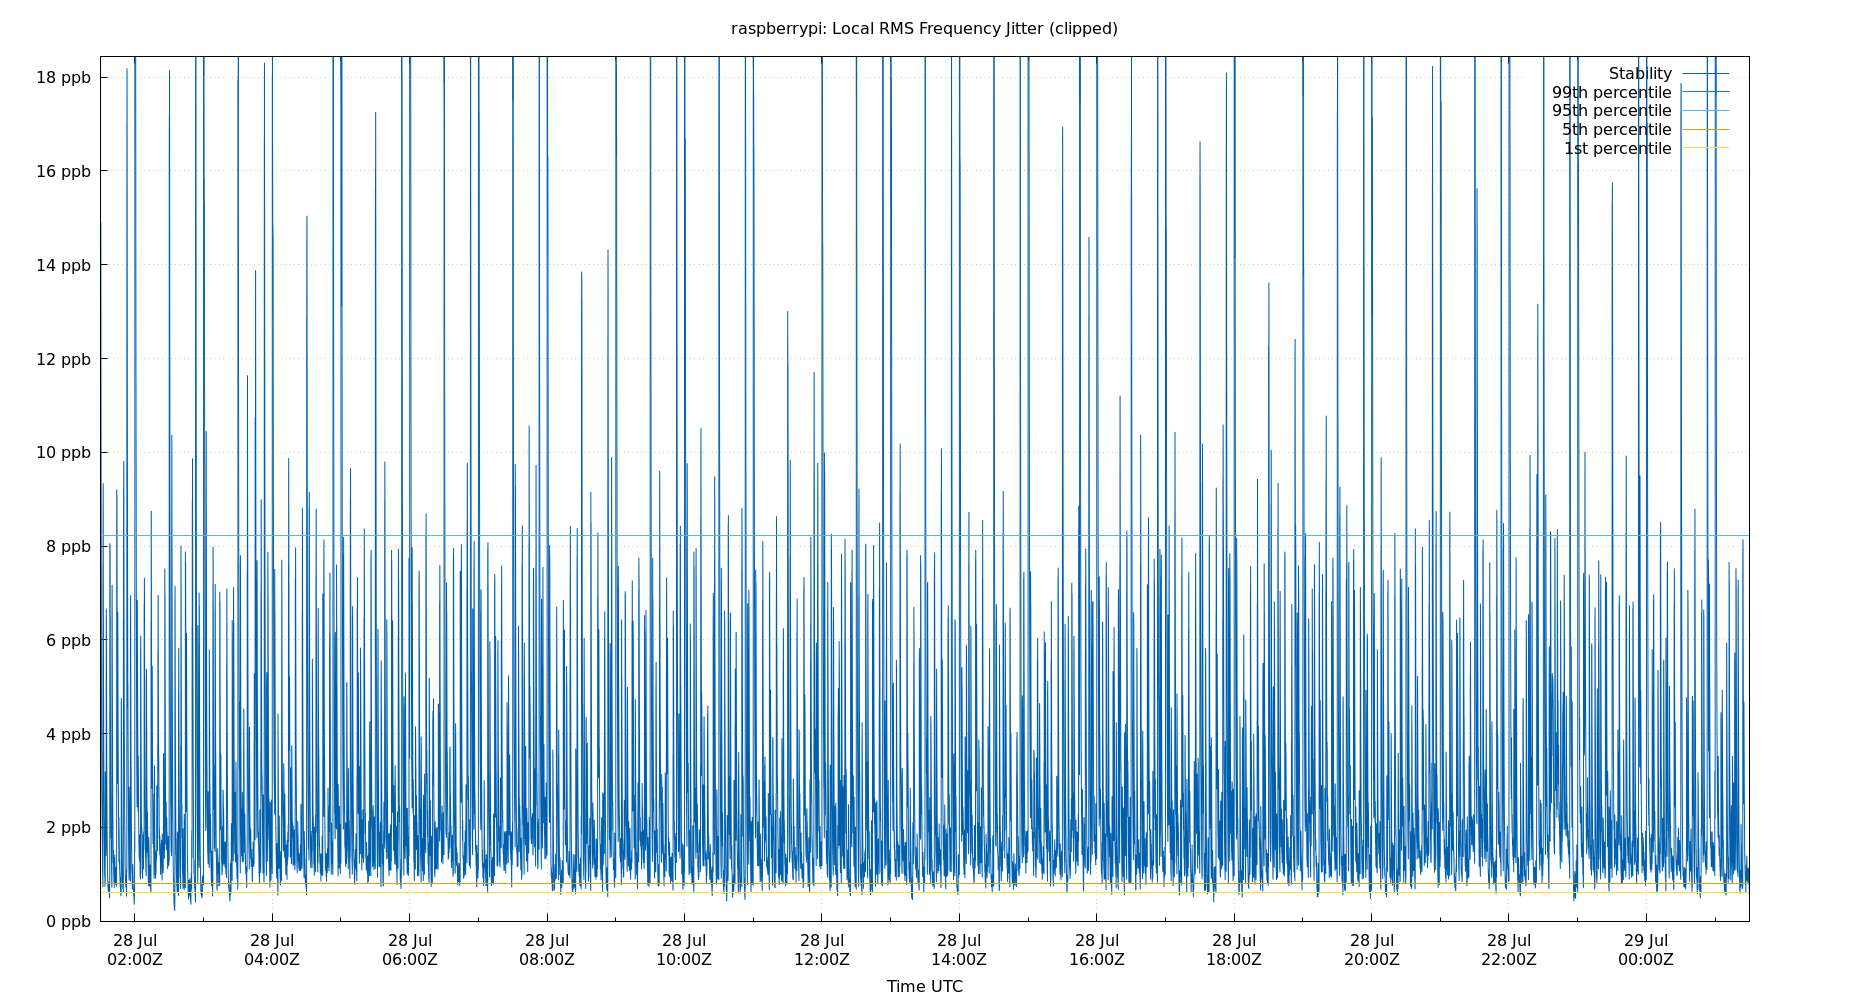 raspberrypi: Local RMS Frequency Jitter (clipped)
18 ppb
16 ppb
14 ppb
12 ppb
10 ppb
8 ppb
6 ppb
4 ppb
2 ppb
0 ppb
Stability
99th percentile
95th percentile
5th percentile
1st percentile
28 Jul 28 Jul 28 Jul 28 Jul 28 Jul 28 Jul 28 Jul 28 Jul 28 Jul 28 Jul 28 Jul 29 Jul
02:00Z 04:00Z 06:00Z 08:00Z 10:00Z 12:00Z 14:00Z 16:00Z 18:00Z 20:00Z 22:00Z 00:00Z
Time UTC